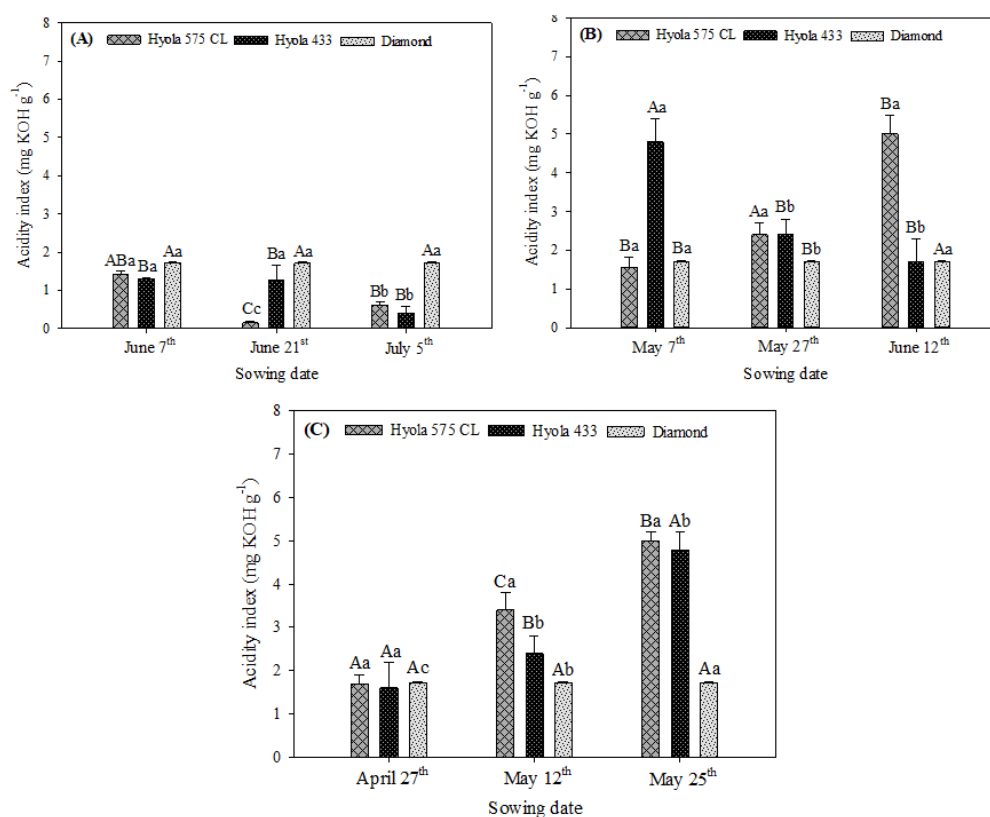 (A) Hyola 575 CL Hyola 433 Diamond
Acidity index (mg KOH g⁻¹)
8
7
6
5
4
3
2
1
0
ABa Ba Aa
Cc Ba Aa
Bb Bb Aa
June 7th June 21st July 5th
Sowing date
(B) Hyola 575 CL Hyola 433 Diamond
Acidity index (mg KOH g⁻¹)
8
7
6
5
4
3
2
1
0
Ba Aa Ba
Aa Bb Bb
Ba Bb Aa
May 7th May 27th June 12th
Sowing date
(C) Hyola 575 CL Hyola 433 Diamond
Acidity index (mg KOH g⁻¹)
8
7
6
5
4
3
2
1
0
Aa Aa Ac
Ca Bb Ab
Ba Ab Aa
April 27th May 12th May 25th
Sowing date